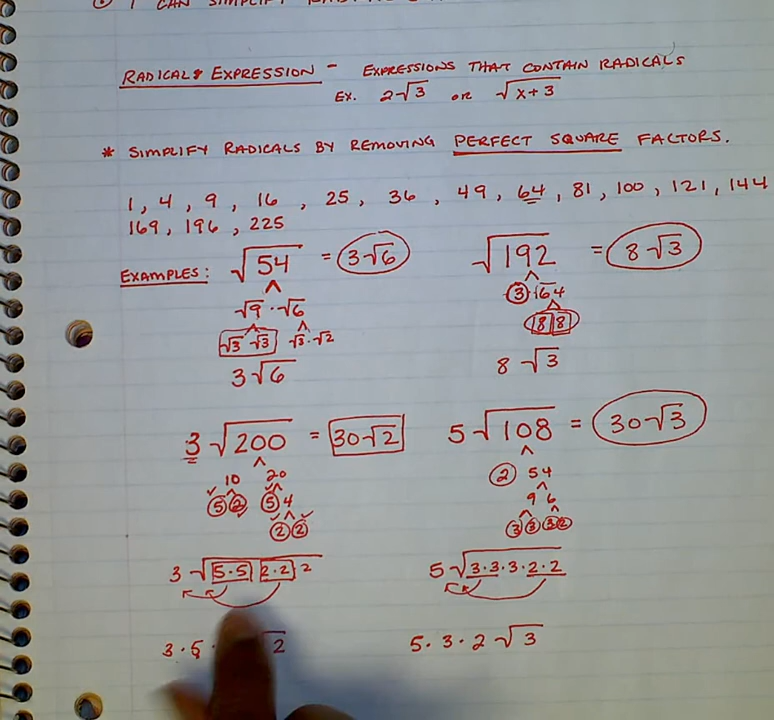 I CAN SIMPLIFY
RADICAL EXPRESSION - EXPRESSIONS THAT CONTAIN RADICALS
EX. 2√3 OR √x+3
* SIMPLIFY RADICALS BY REMOVING PERFECT SQUARE FACTORS.
1, 4, 9, 16, 25, 36, 49, 64, 81, 100, 121, 144
169, 196, 225
EXAMPLES: √54 = 3√6
√9 · √6
√3 √3 √3 · √2
3√6
√192 = 8√3
3 · 64
8 8
8√3
3√200 = 30√2
10 20
5 2 5 4
2 2
3√5·5 2·2 2
3 · 5 · 2
5√108 = 30√3
2 54
9 6
3 3 3 2
5√3·3·3·2·2
5 · 3 · 2√3